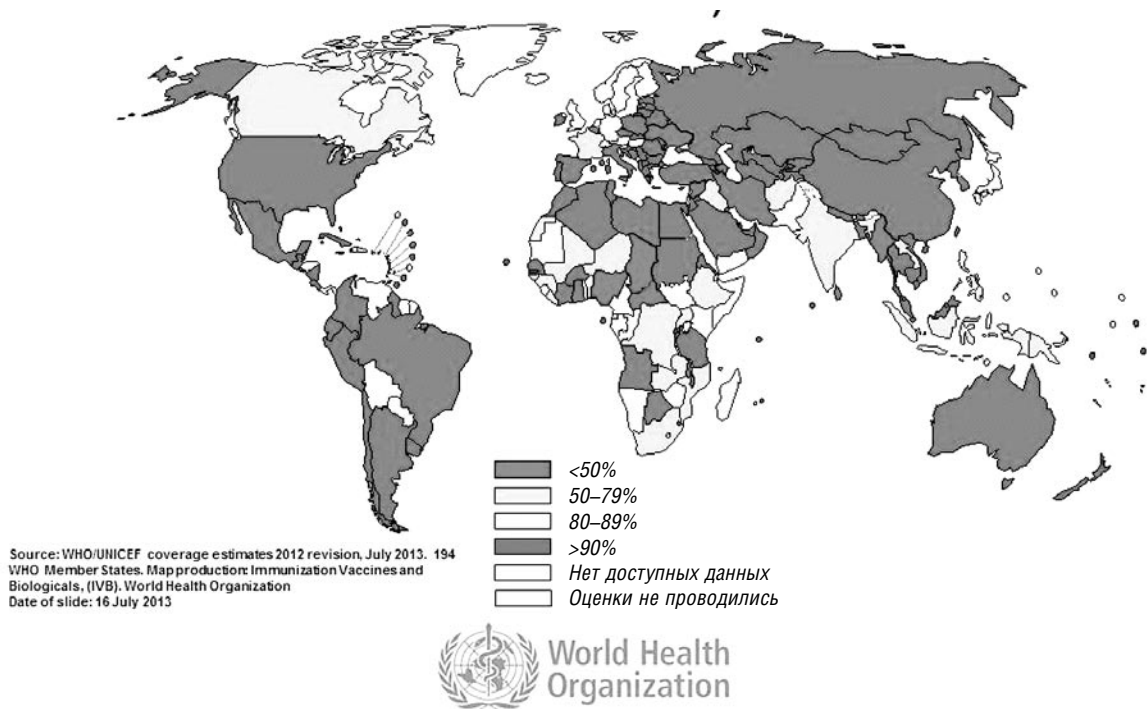 <50%
50–79%
80–89%
>90%
Нет доступных данных
Оценки не проводились
Source: WHO/UNICEF coverage estimates 2012 revision, July 2013. 194
WHO Member States. Map production: Immunization Vaccines and
Biologicals, (IVB). World Health Organization
Date of slide: 16 July 2013
World Health
Organization